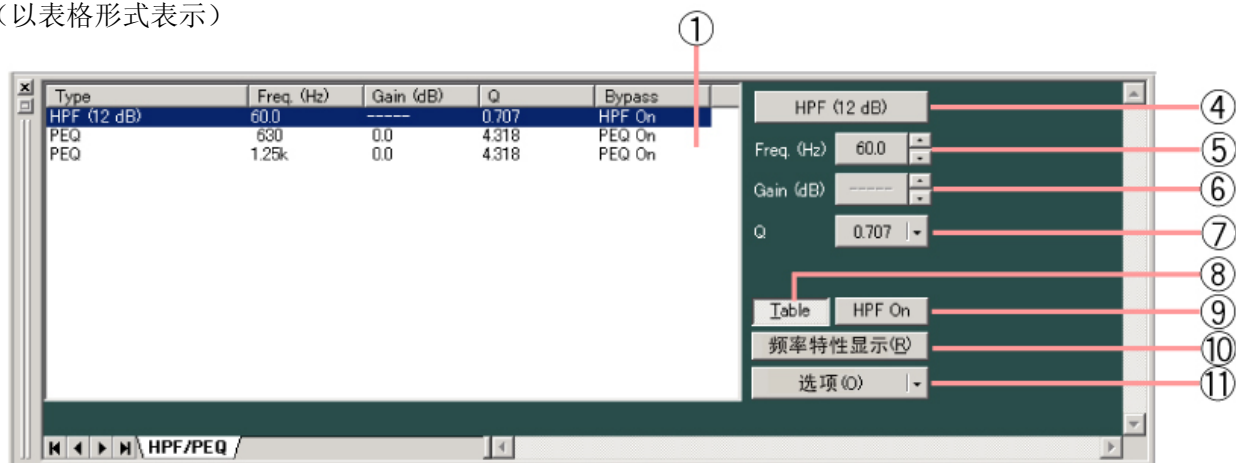 （以表格形式表示）
①
Type Freq. (Hz) Gain (dB) Q Bypass
HPF (12 dB) 60.0 ----- 0.707 HPF On
PEQ 630 0.0 4.318 PEQ On
PEQ 1.25k 0.0 4.318 PEQ On
HPF (12 dB) ④
Freq. (Hz) 60.0 ⑤
Gain (dB) ----- ⑥
Q 0.707 ⑦
⑧
Table HPF On ⑨
频率特性显示(R) ⑩
选项(O) ⑪
HPF/PEQ